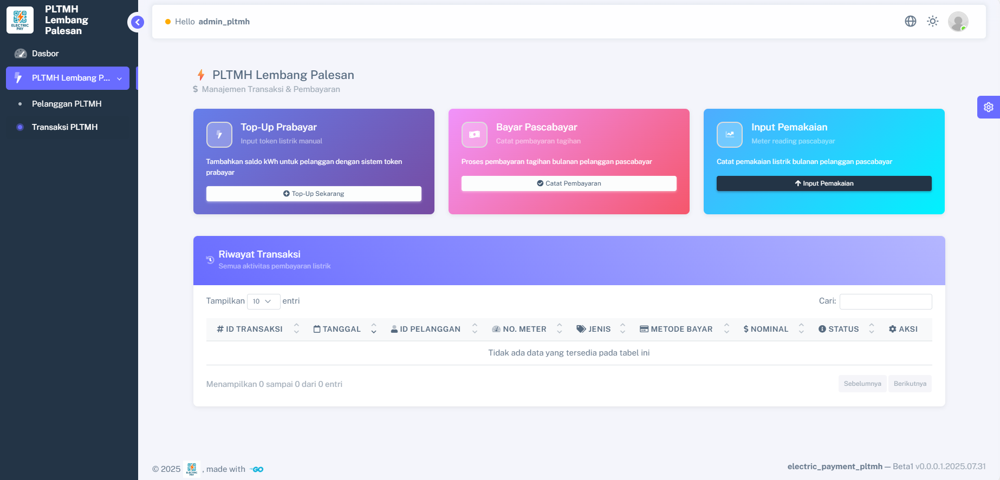 ELECTRIC
PAY
PLTMH
Lembang
Palesan
Dasbor
PLTMH Lembang P...
Pelanggan PLTMH
Transaksi PLTMH
Hello admin_pltmh
PLTMH Lembang Palesan
$ Manajemen Transaksi & Pembayaran
Top-Up Prabayar
Input token listrik manual
Tambahkan saldo kWh untuk pelanggan dengan sistem token
prabayar
Top-Up Sekarang
Bayar Pascabayar
Catat pembayaran tagihan
Proses pembayaran tagihan bulanan pelanggan pascabayar
Catat Pembayaran
Input Pemakaian
Meter reading pascabayar
Catat pemakaian listrik bulanan pelanggan pascabayar
Input Pemakaian
Riwayat Transaksi
Semua aktivitas pembayaran listrik
Tampilkan 10 entri
Cari:
# ID TRANSAKSI TANGGAL ID PELANGGAN NO. METER JENIS METODE BAYAR $ NOMINAL STATUS AKSI
Tidak ada data yang tersedia pada tabel ini
Menampilkan 0 sampai 0 dari 0 entri
Sebelumnya Berikutnya
© 2025 ELECTRIC PAY , made with GO
electric_payment_pltmh — Beta1 v0.0.0.1.2025.07.31